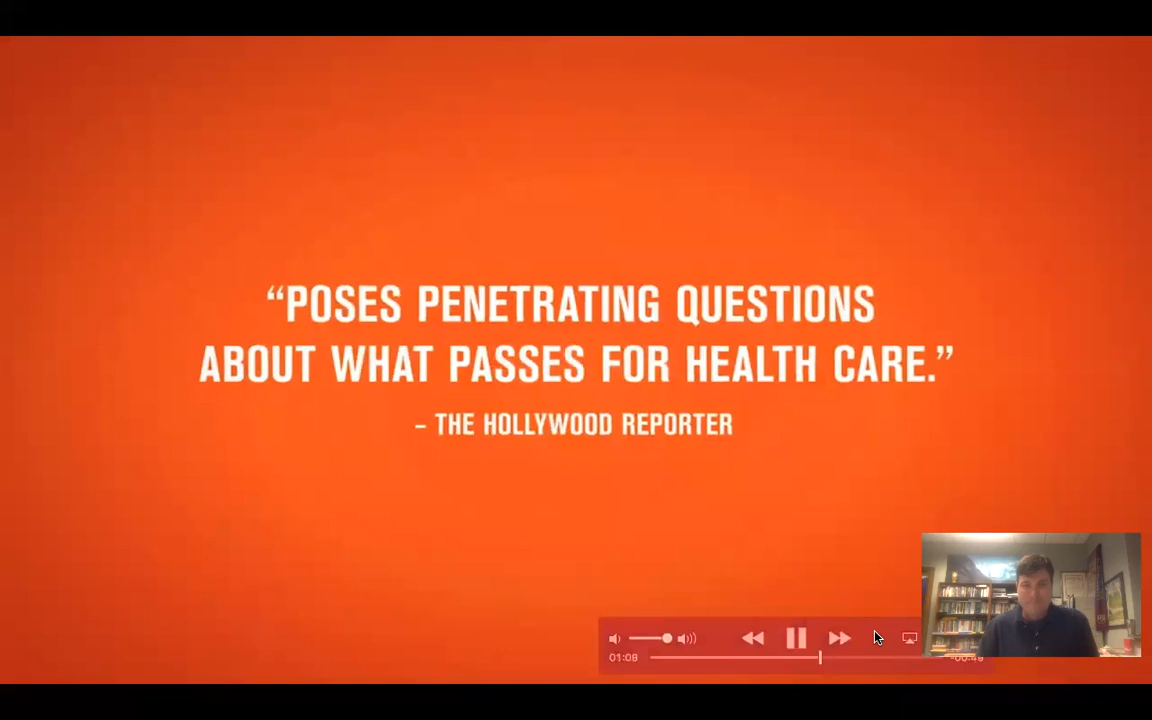 “POSES PENETRATING QUESTIONS
ABOUT WHAT PASSES FOR HEALTH CARE.”
– THE HOLLYWOOD REPORTER
01:08